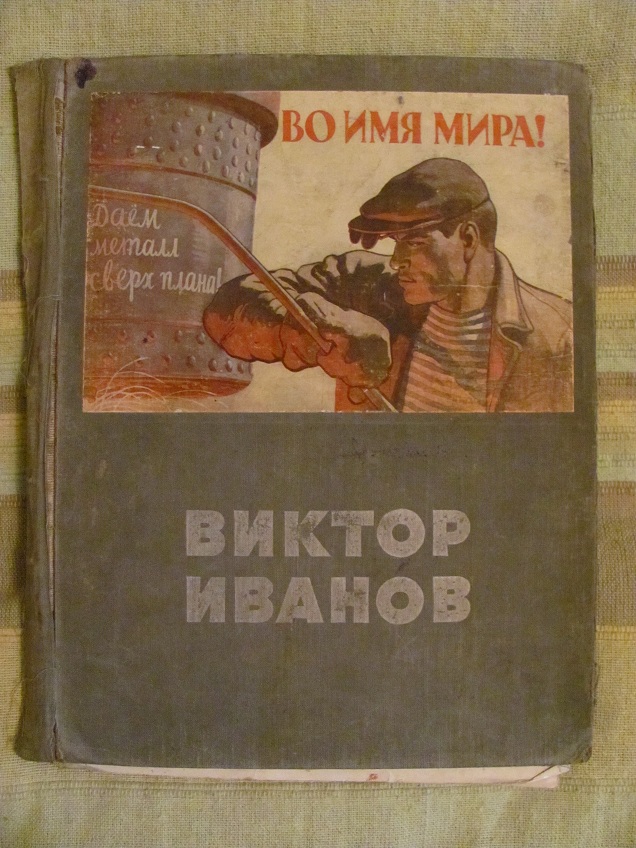 ВО ИМЯ МИРА!
Даём
металл
сверх плана!
ВИКТОР
ИВАНОВ